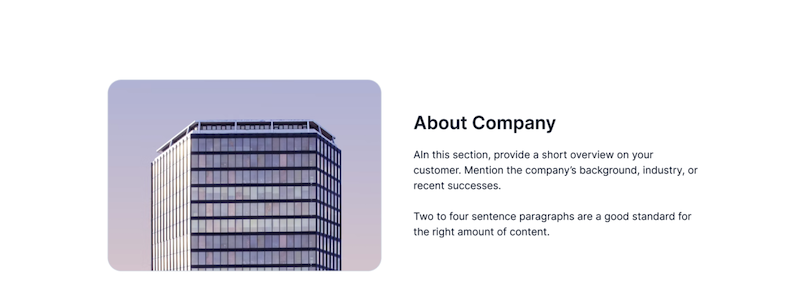 About Company
AIn this section, provide a short overview on your
customer. Mention the company's background, industry, or
recent successes.
Two to four sentence paragraphs are a good standard for
the right amount of content.